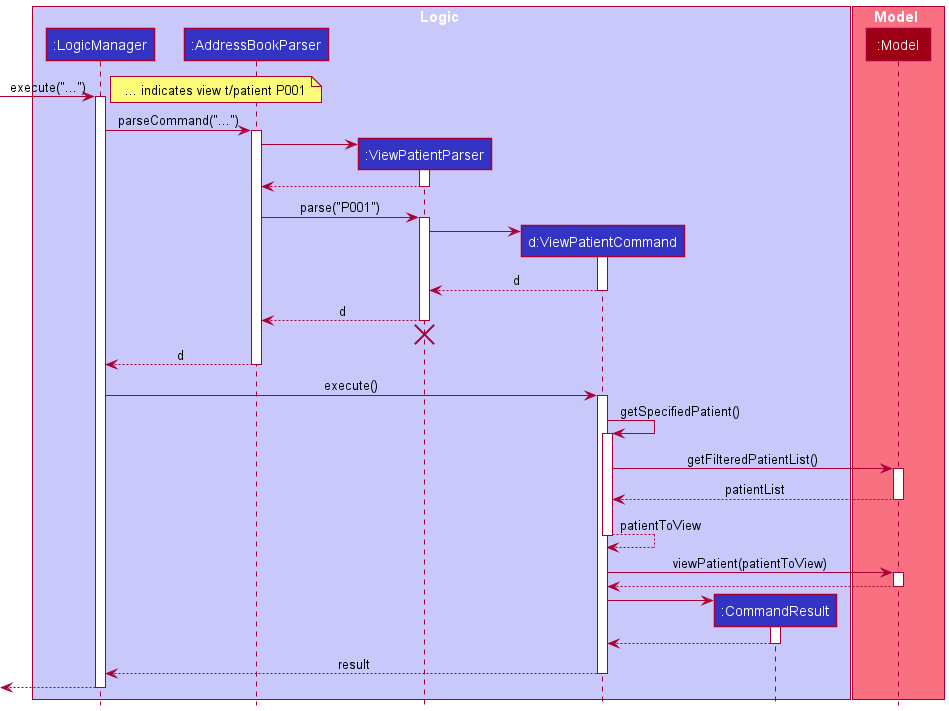 Logic
Model
:LogicManager
:AddressBookParser
:Model
execute("...")
... indicates view t/patient P001
parseCommand("...")
:ViewPatientParser
parse("P001")
d:ViewPatientCommand
d
d
d
execute()
getSpecifiedPatient()
getFilteredPatientList()
patientList
patientToView
viewPatient(patientToView)
:CommandResult
result